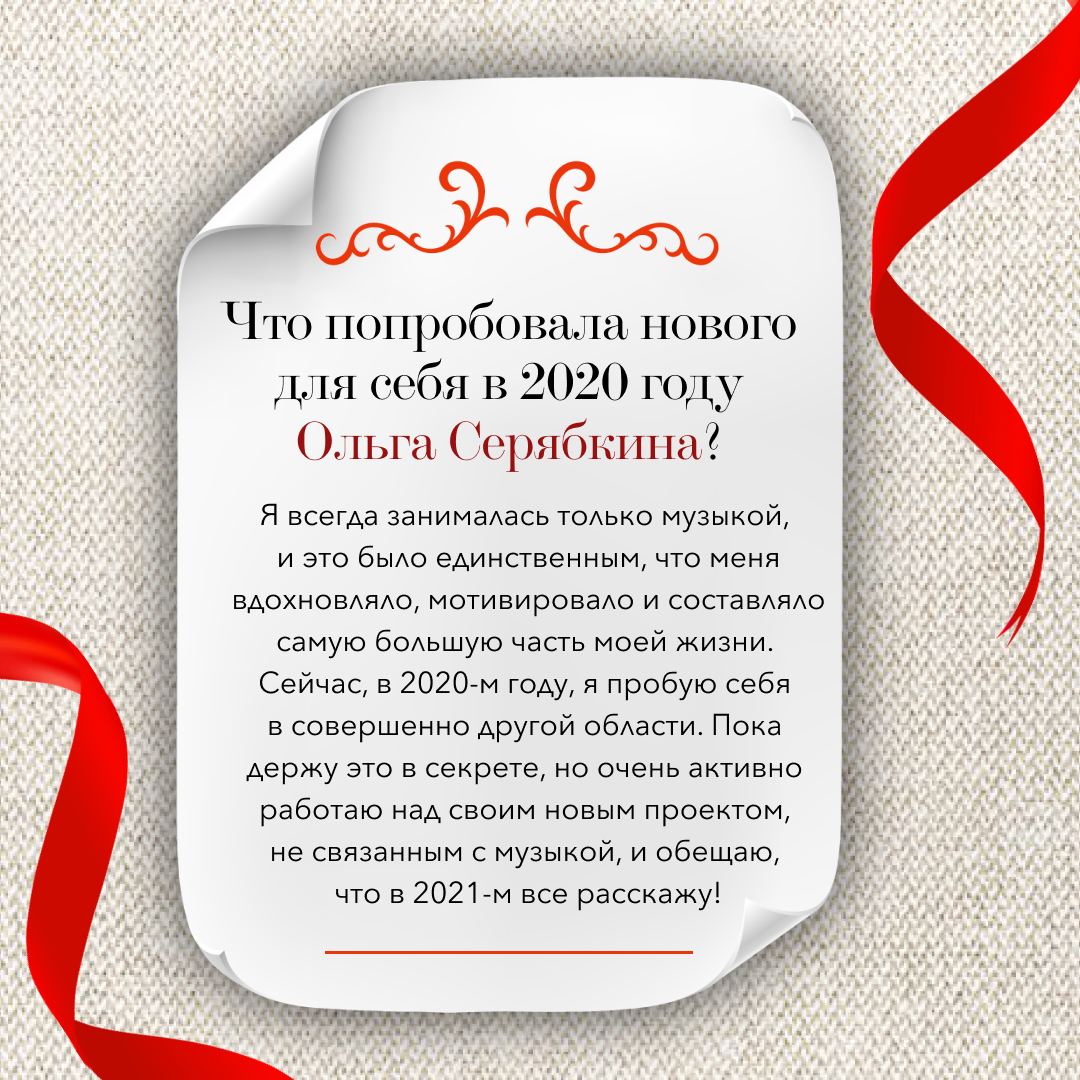 Что попробовала нового
для себя в 2020 году
Ольга Серябкина?
Я всегда занималась только музыкой,
и это было единственным, что меня
вдохновляло, мотивировало и составляло
самую большую часть моей жизни.
Сейчас, в 2020-м году, я пробую себя
в совершенно другой области. Пока
держу это в секрете, но очень активно
работаю над своим новым проектом,
не связанным с музыкой, и обещаю,
что в 2021-м все расскажу!